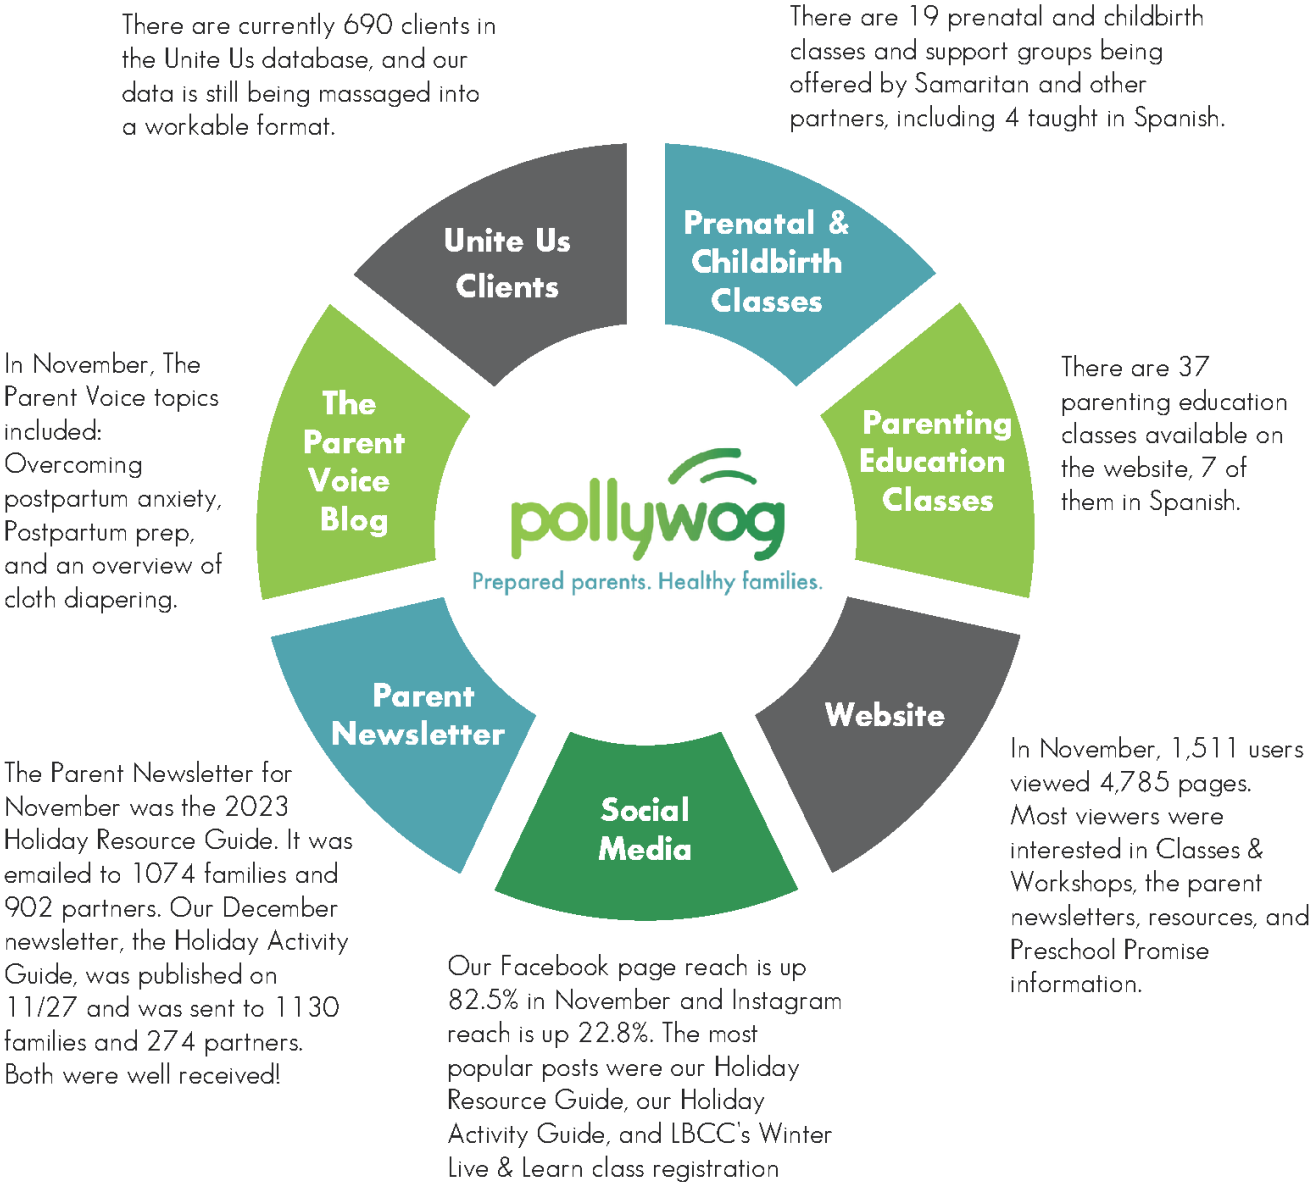 There are currently 690 clients in
the Unite Us database, and our
data is still being massaged into
a workable format.
There are 19 prenatal and childbirth
classes and support groups being
offered by Samaritan and other
partners, including 4 taught in Spanish.
Unite Us
Clients
Prenatal &
Childbirth
Classes
In November, The
Parent Voice topics
included:
Overcoming
postpartum anxiety,
Postpartum prep,
and an overview of
cloth diapering.
The
Parent
Voice
Blog
Parenting
Education
Classes
There are 37
parenting education
classes available on
the website, 7 of
them in Spanish.
pollywog
Prepared parents. Healthy families.
Parent
Newsletter
Website
Social
Media
The Parent Newsletter for
November was the 2023
Holiday Resource Guide. It was
emailed to 1074 families and
902 partners. Our December
newsletter, the Holiday Activity
Guide, was published on
11/27 and was sent to 1130
families and 274 partners.
Both were well received!
In November, 1,511 users
viewed 4,785 pages.
Most viewers were
interested in Classes &
Workshops, the parent
newsletters, resources, and
Preschool Promise
information.
Our Facebook page reach is up
82.5% in November and Instagram
reach is up 22.8%. The most
popular posts were our Holiday
Resource Guide, our Holiday
Activity Guide, and LBCC's Winter
Live & Learn class registration